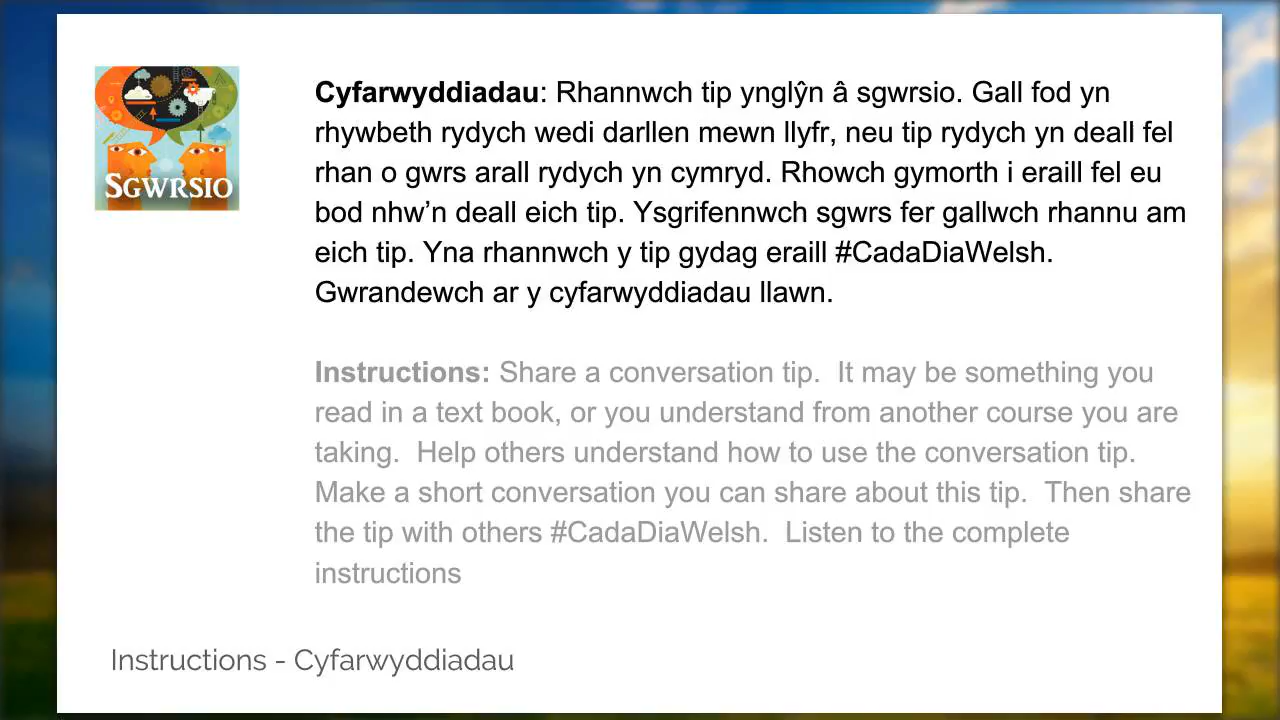 SGWRSIO
Cyfarwyddiadau: Rhannwch tip ynglŷn â sgwrsio. Gall fod yn
rhywbeth rydych wedi darllen mewn llyfr, neu tip rydych yn deall fel
rhan o gwrs arall rydych yn cymryd. Rhowch gymorth i eraill fel eu
bod nhw’n deall eich tip. Ysgrifennwch sgwrs fer gallwch rhannu am
eich tip. Yna rhannwch y tip gydag eraill #CadaDiaWelsh.
Gwrandewch ar y cyfarwyddiadau llawn.
Instructions: Share a conversation tip. It may be something you
read in a text book, or you understand from another course you are
taking. Help others understand how to use the conversation tip.
Make a short conversation you can share about this tip. Then share
the tip with others #CadaDiaWelsh. Listen to the complete
instructions
Instructions - Cyfarwyddiadau